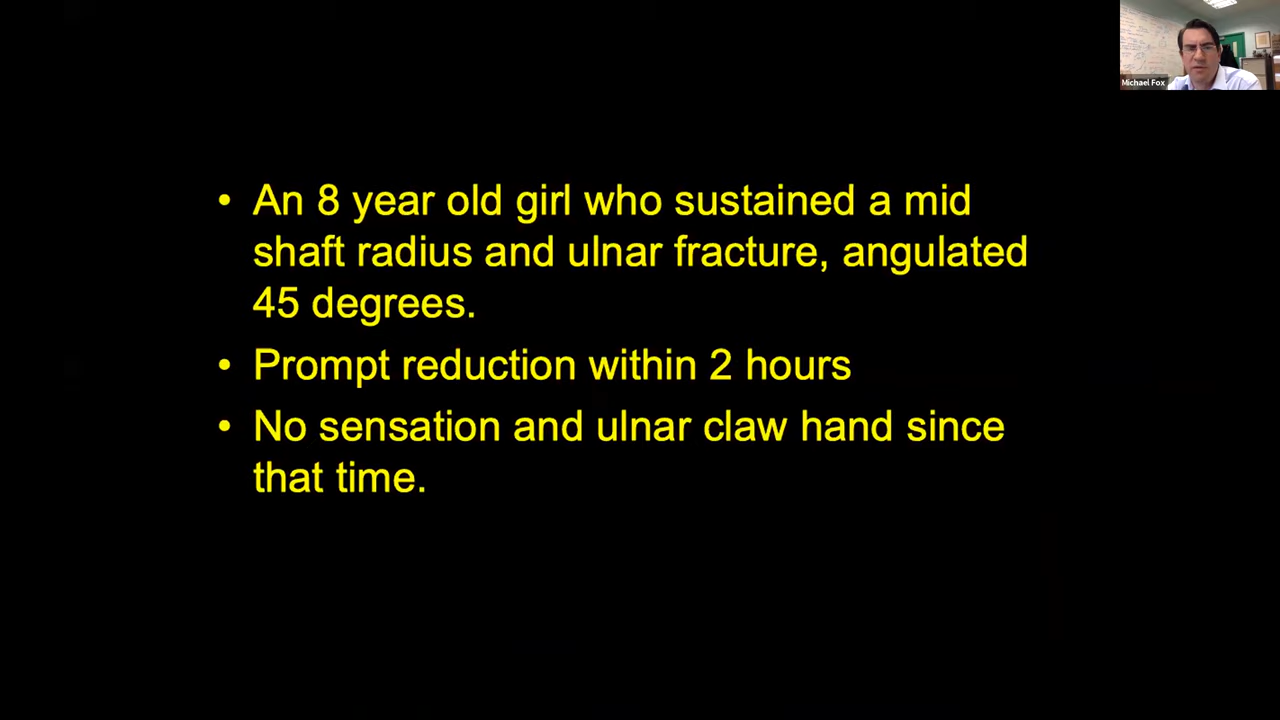 Michael Fox
• An 8 year old girl who sustained a mid
shaft radius and ulnar fracture, angulated
45 degrees.
• Prompt reduction within 2 hours
• No sensation and ulnar claw hand since
that time.